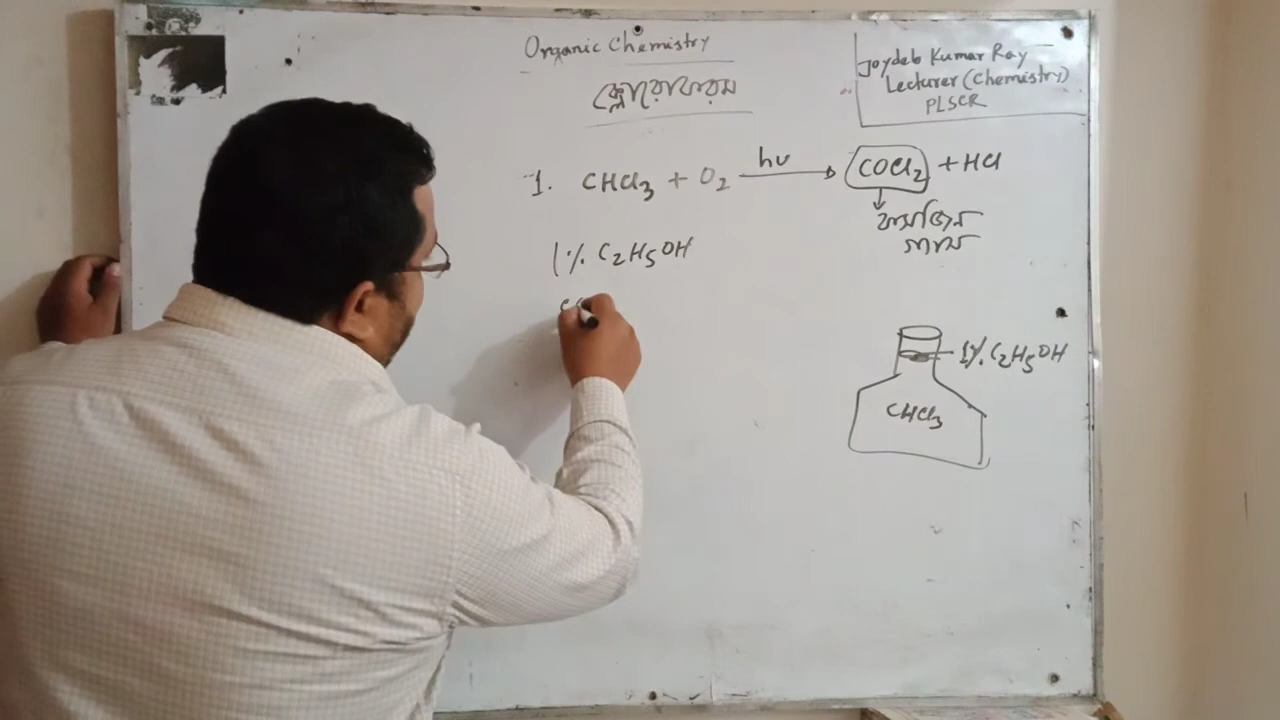 Organic Chemistry
ক্লোরোফরম
Joydeb Kumar Ray
Lecturer (Chemistry)
PLSCR
1. CHCl3 + O2 hν → COCl2 + HCl
ফসজিন
গ্যাস
1% C2H5OH
1% C2H5OH
CHCl3